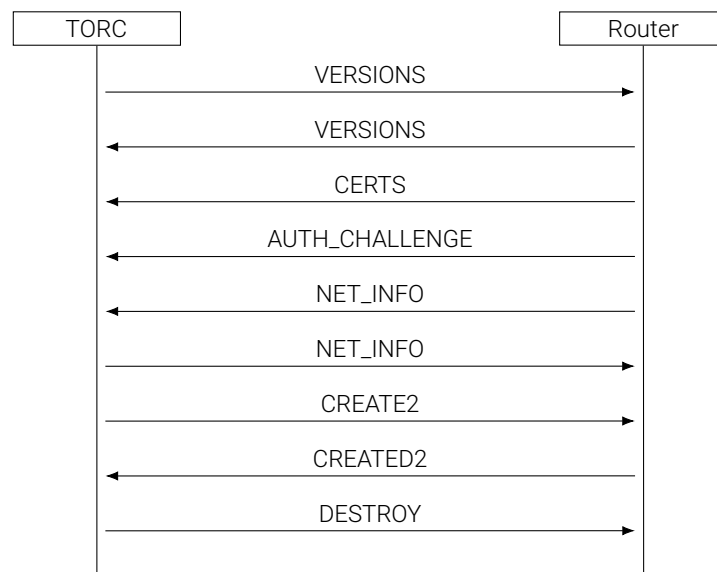 TORC
Router
VERSIONS
VERSIONS
CERTS
AUTH_CHALLENGE
NET_INFO
NET_INFO
CREATE2
CREATED2
DESTROY